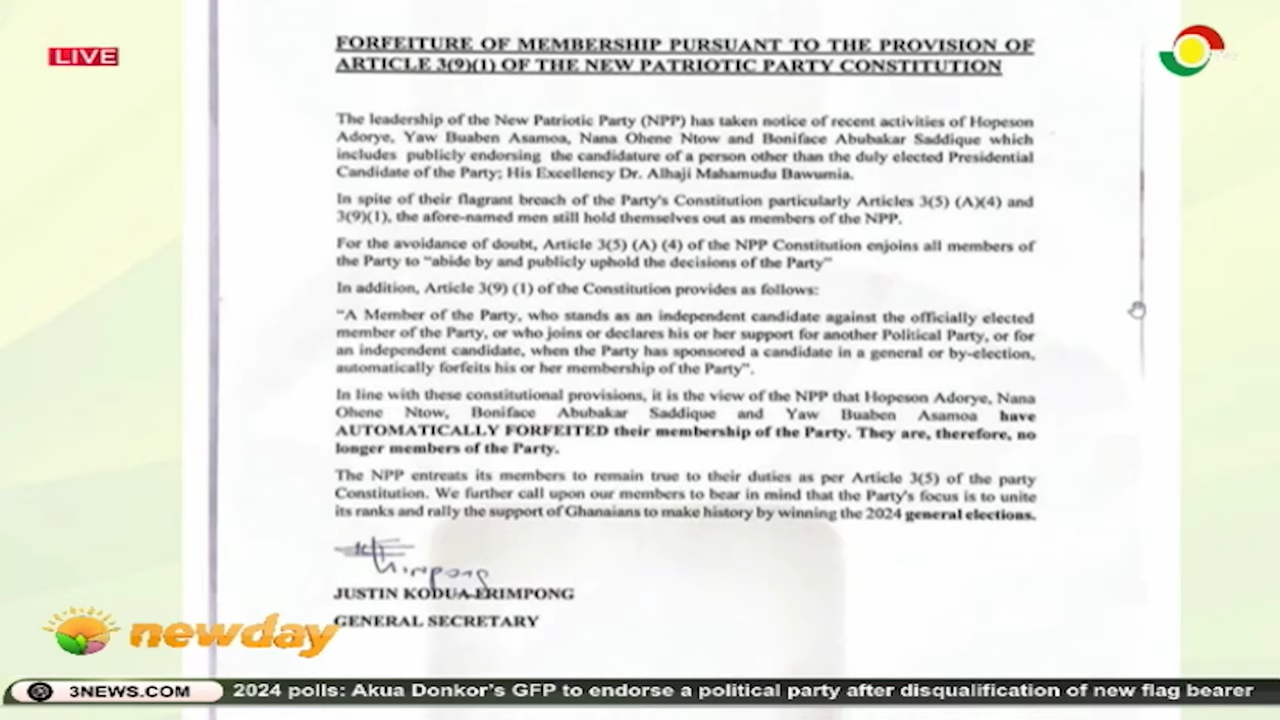 LIVE
FORFEITURE OF MEMBERSHIP PURSUANT TO THE PROVISION OF
ARTICLE 3(9)(1) OF THE NEW PATRIOTIC PARTY CONSTITUTION
The leadership of the New Patriotic Party (NPP) has taken notice of recent activities of Hopeson
Adorye, Yaw Buaben Asamoa, Nana Ohene Ntow and Boniface Abubakar Saddique which
includes publicly endorsing the candidature of a person other than the duly elected Presidential
Candidate of the Party; His Excellency Dr. Alhaji Mahamudu Bawumia.
In spite of their flagrant breach of the Party's Constitution particularly Articles 3(5) (A)(4) and
3(9)(1), the afore-named men still hold themselves out as members of the NPP.
For the avoidance of doubt, Article 3(5) (A) (4) of the NPP Constitution enjoins all members of
the Party to "abide by and publicly uphold the decisions of the Party"
In addition, Article 3(9) (1) of the Constitution provides as follows:
"A Member of the Party, who stands as an independent candidate against the officially elected
member of the Party, or who joins or declares his or her support for another Political Party, or for
an independent candidate, when the Party has sponsored a candidate in a general or by-election,
automatically forfeits his or her membership of the Party".
In line with these constitutional provisions, it is the view of the NPP that Hopeson Adorye, Nana
Ohene Ntow, Boniface Abubakar Saddique and Yaw Buaben Asamoa have
AUTOMATICALLY FORFEITED their membership of the Party. They are, therefore, no
longer members of the Party.
The NPP entreats its members to remain true to their duties as per Article 3(5) of the party
Constitution. We further call upon our members to bear in mind that the Party's focus is to unite
its ranks and rally the support of Ghanaians to make history by winning the 2024 general elections.
JUSTIN KODUA FRIMPONG
GENERAL SECRETARY
newday
3NEWS.COM
2024 polls: Akua Donkor's GFP to endorse a political party after disqualification of new flag bearer